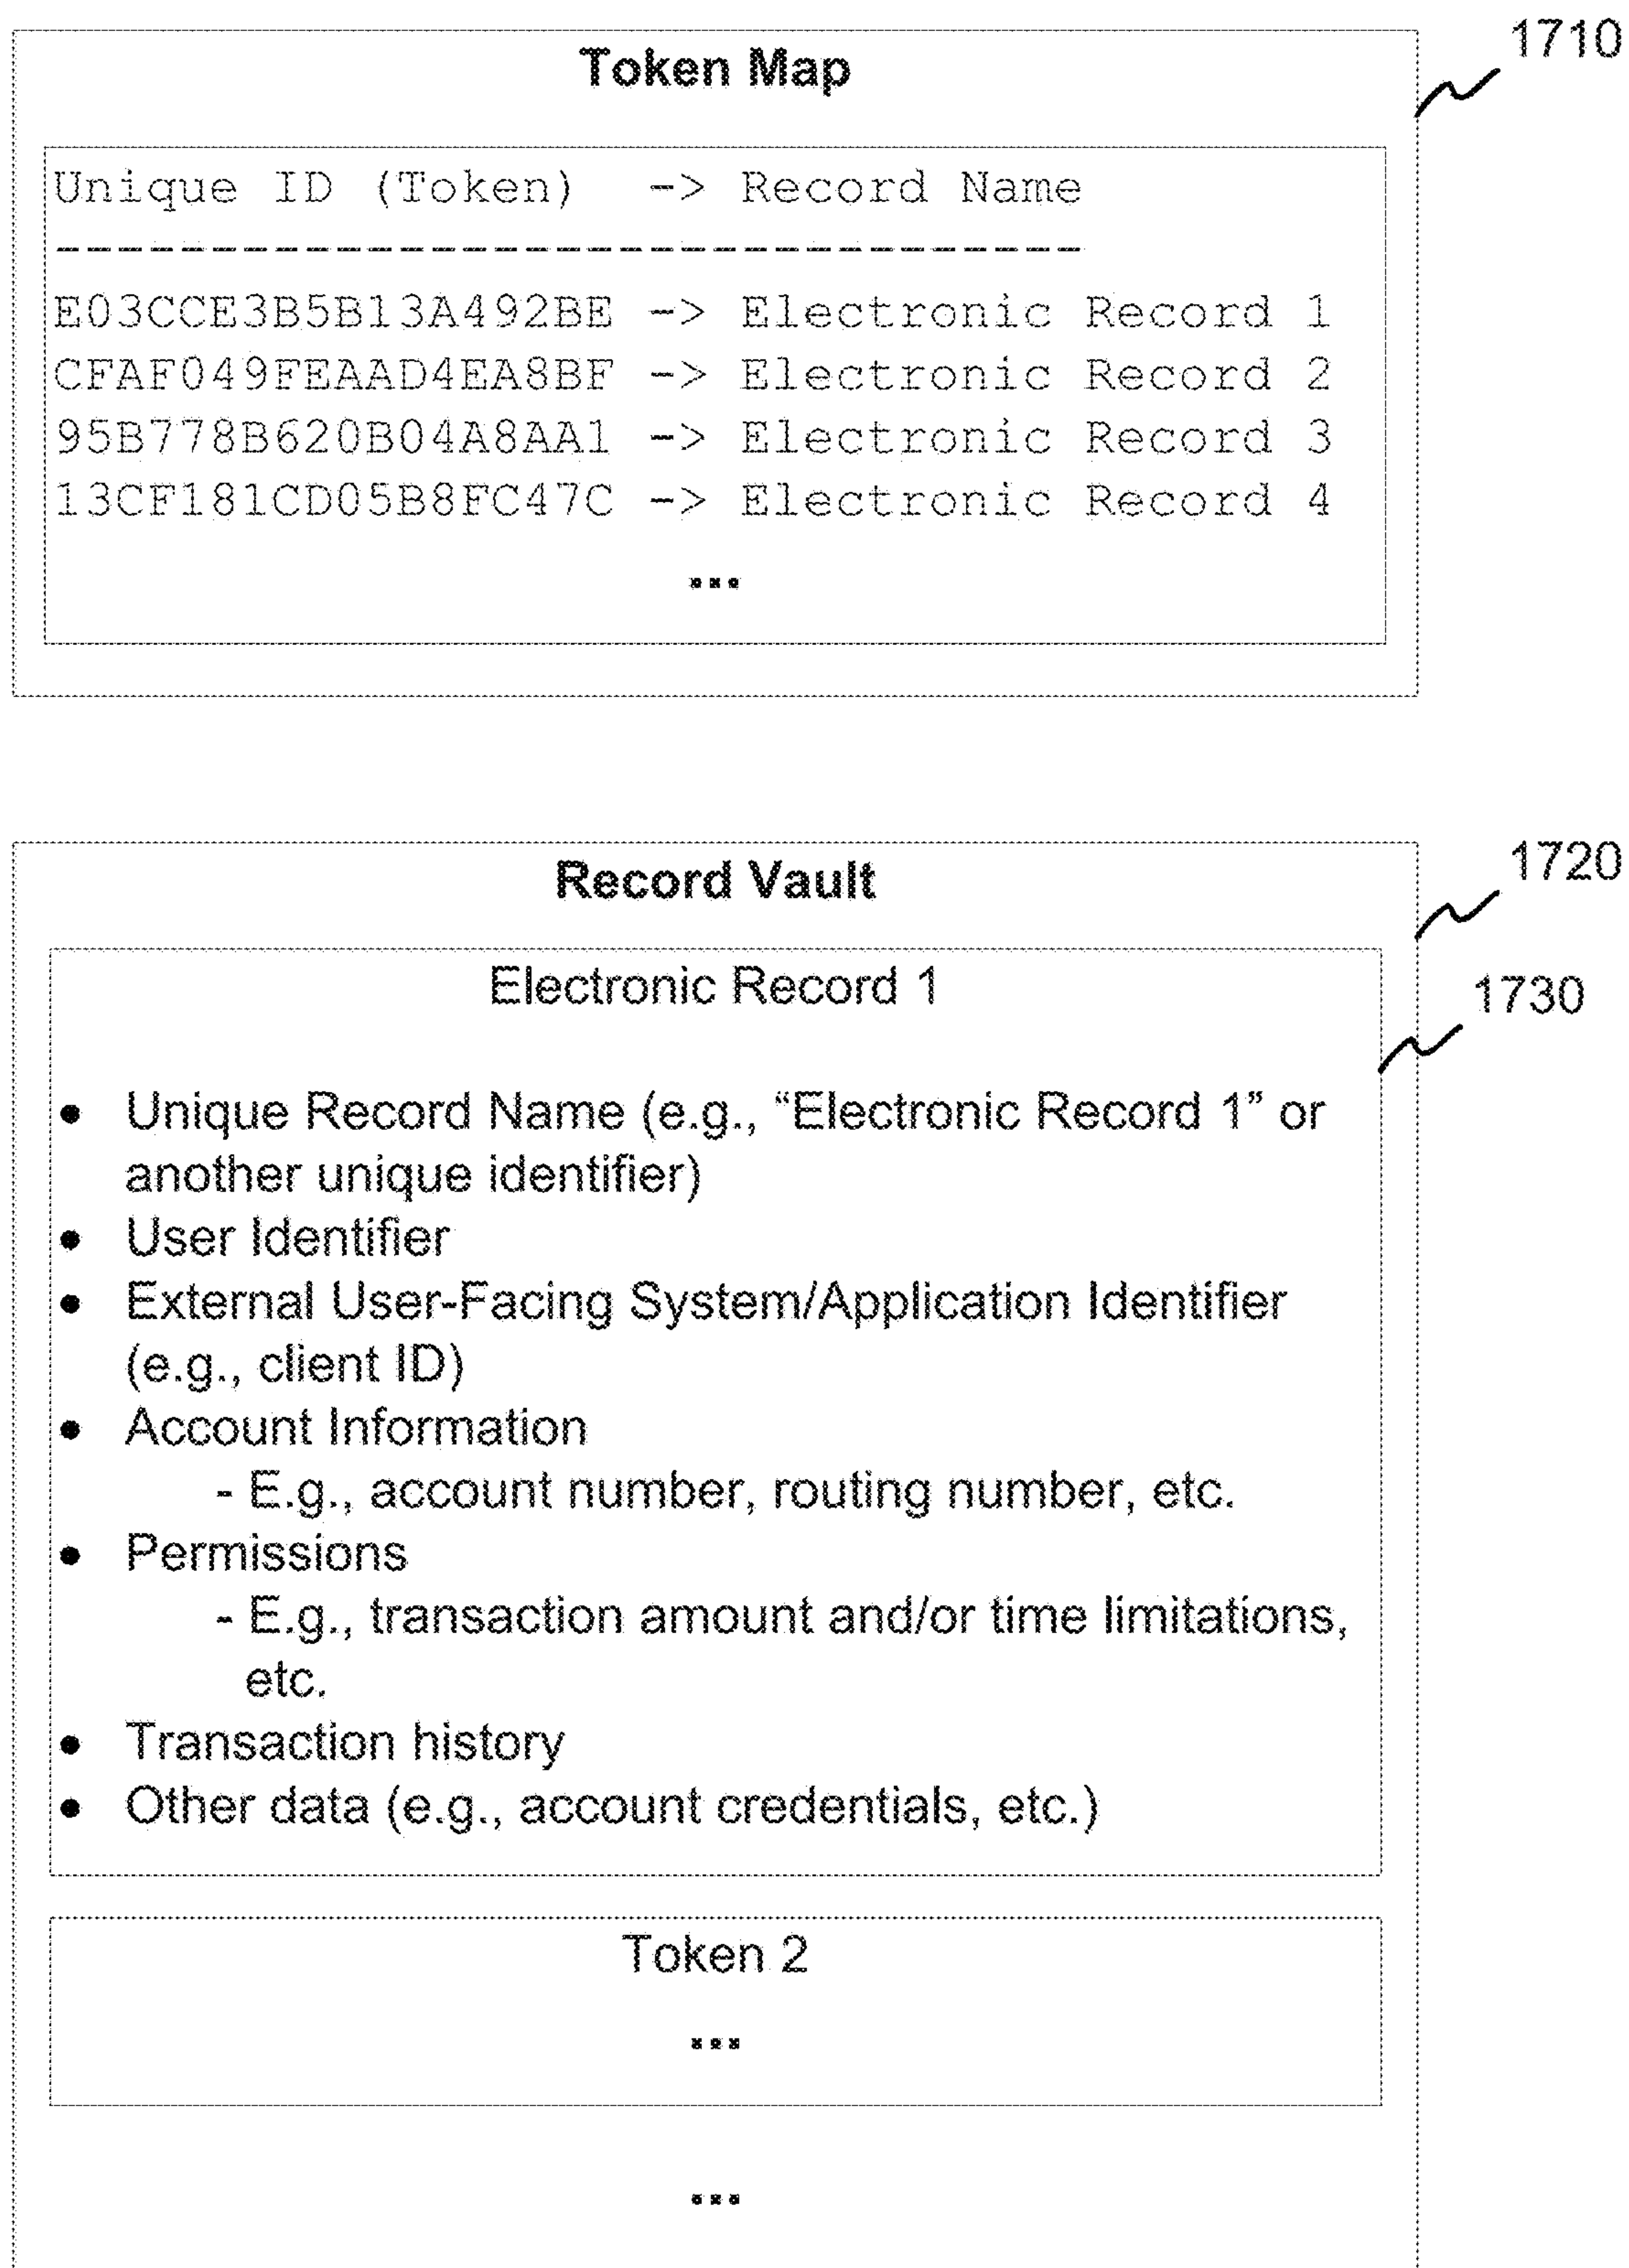 1710
Token Map
Unique ID (Token) -> Record Name
---------------------------------
E03CCE3B5B13A492BE -> Electronic Record 1
CFAF049FEAAD4EA8BF -> Electronic Record 2
95B778B620B04A8AA1 -> Electronic Record 3
13CF181CD05B8FC47C -> Electronic Record 4
...
1720
Record Vault
1730
Electronic Record 1
• Unique Record Name (e.g., “Electronic Record 1” or
another unique identifier)
• User Identifier
• External User-Facing System/Application Identifier
(e.g., client ID)
• Account Information
- E.g., account number, routing number, etc.
• Permissions
- E.g., transaction amount and/or time limitations,
etc.
• Transaction history
• Other data (e.g., account credentials, etc.)
Token 2
...
...